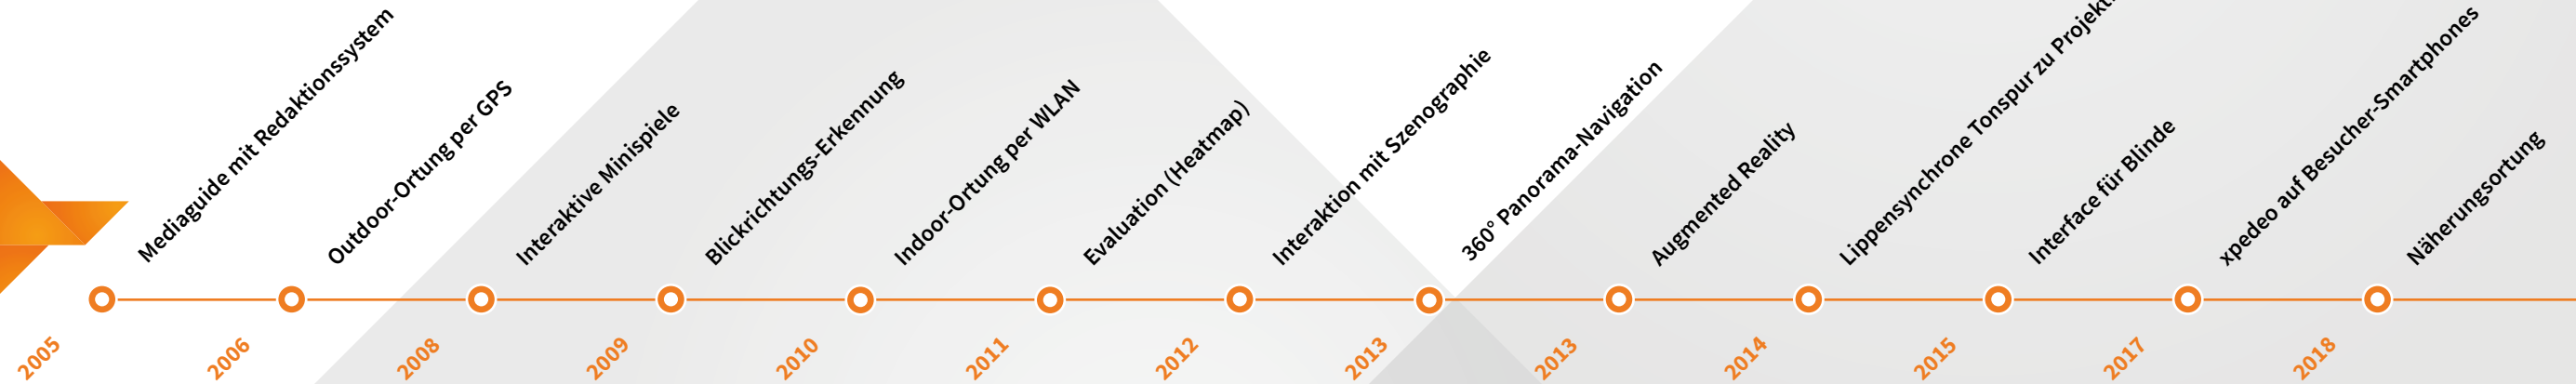 Mediaguide mit Redaktionssystem
Outdoor-Ortung per GPS
Interaktive Minispiele
Blickrichtungs-Erkennung
Indoor-Ortung per WLAN
Evaluation (Heatmap)
Interaktion mit Szenographie
360° Panorama-Navigation
Augmented Reality
Lippensynchrone Tonspur zu
Interface für Blinde
xpedeo auf Besucher-Smartphones
Näherungsortung
2005
2006
2008
2009
2010
2011
2012
2013
2013
2014
2015
2017
2018